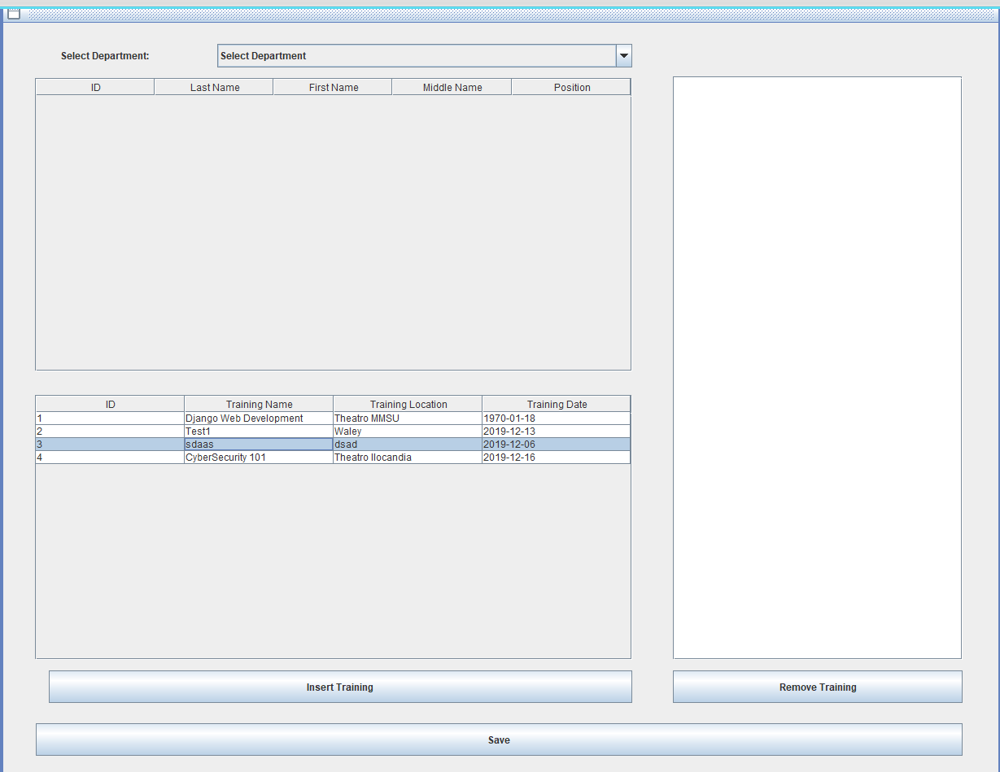 Select Department: Select Department
ID Last Name First Name Middle Name Position
ID Training Name Training Location Training Date
1 Django Web Development Theatro MMSU 1970-01-18
2 Test1 Waley 2019-12-13
3 sdaas dsad 2019-12-06
4 CyberSecurity 101 Theatro Ilocandia 2019-12-16
Insert Training Remove Training
Save